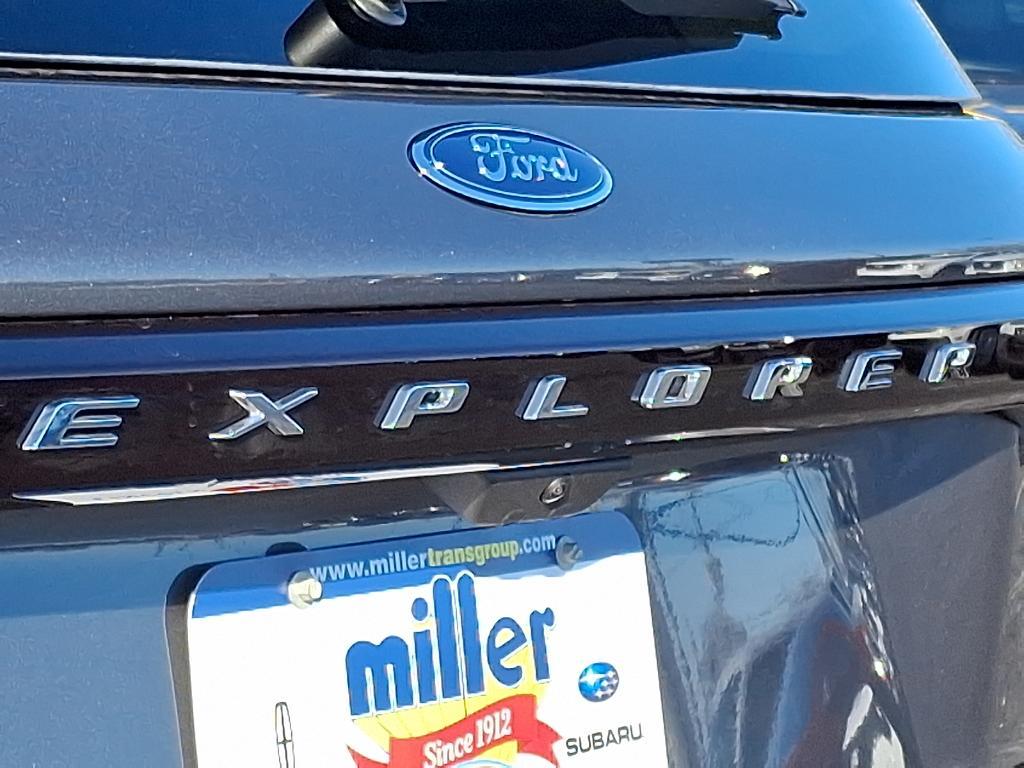 Ford
EXPLORER
www.millertransgroup.com
miller
Since 1912
SUBARU